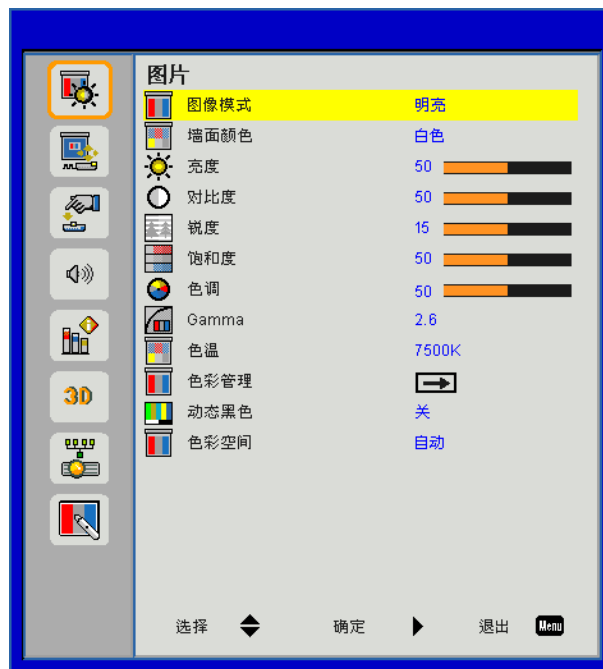 图片
图像模式 明亮
墙面颜色 白色
亮度 50
对比度 50
锐度 15
饱和度 50
色调 50
Gamma 2.6
色温 7500K
色彩管理
动态黑色 关
3D
色彩空间 自动
选择 确定 退出 Menu